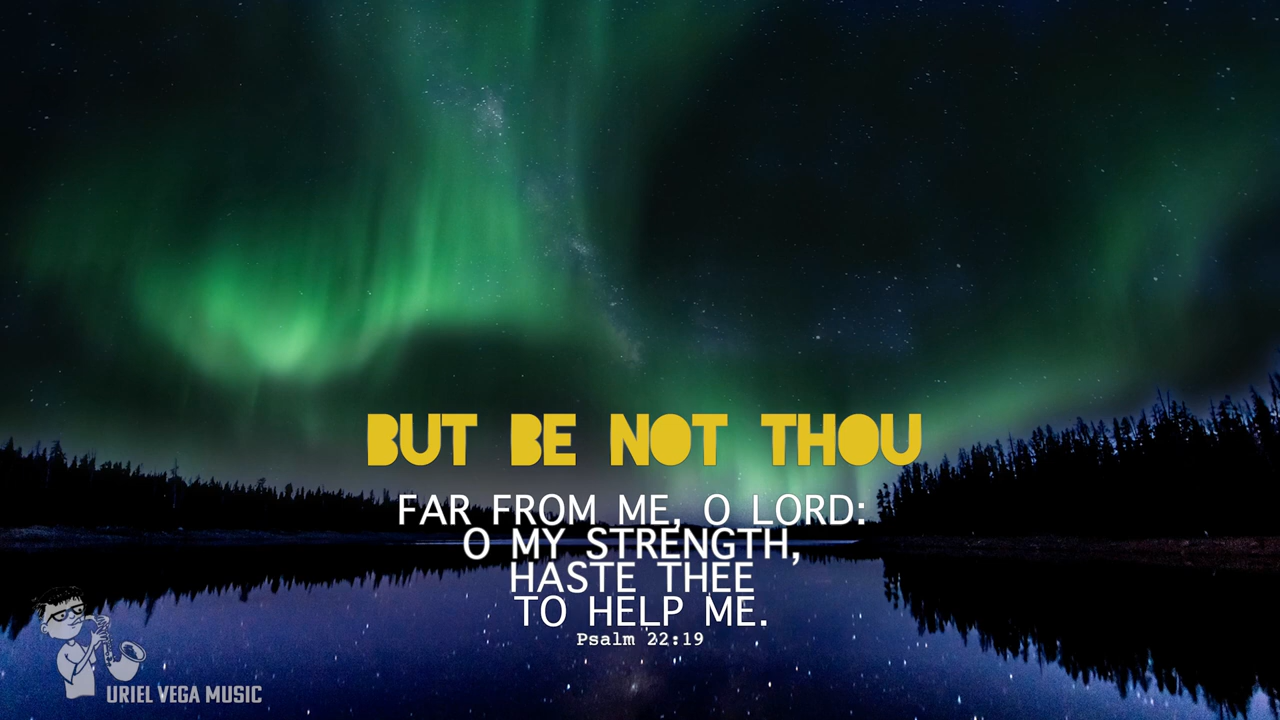 BUT BE NOT THOU
FAR FROM ME, O LORD:
O MY STRENGTH,
HASTE THEE
TO HELP ME.
Psalm 22:19
URIEL VEGA MUSIC